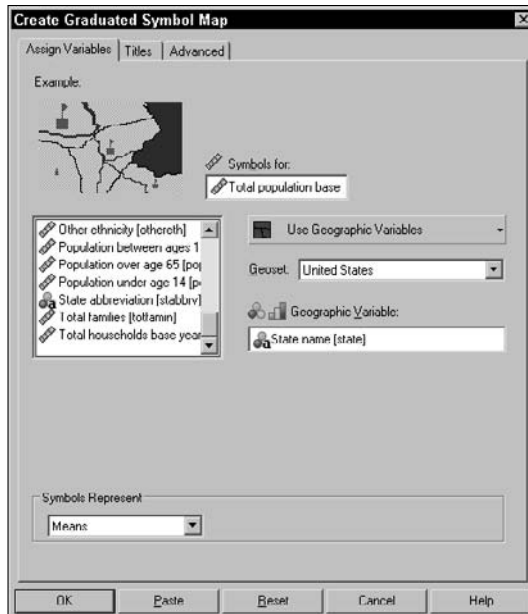 Create Graduated Symbol Map
Assign Variables
Titles
Advanced
Example:
Symbols for:
Total population base
Other ethnicity [othereth]
Population between ages 1
Population over age 65 [pop
Population under age 14 [po
State abbreviation [stabbrv]
Total families [totfamin]
Total households base year
Use Geographic Variables
Geoset:
United States
Geographic Variable:
State name [state]
Symbols Represent
Means
OK
Paste
Reset
Cancel
Help